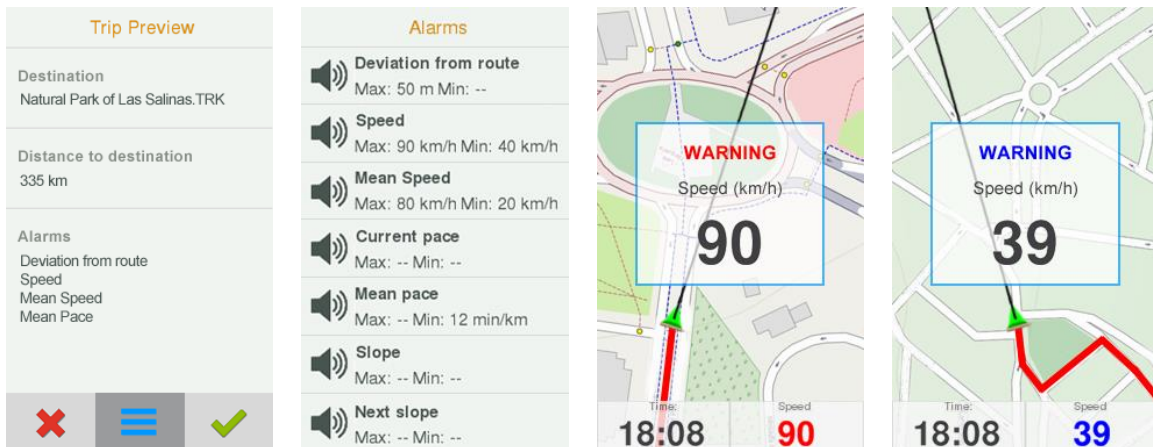 Trip Preview
Destination
Natural Park of Las Salinas.TRK
Distance to destination
335 km
Alarms
Deviation from route
Speed
Mean Speed
Mean Pace
Alarms
Deviation from route
Max: 50 m Min: --
Speed
Max: 90 km/h Min: 40 km/h
Mean Speed
Max: 80 km/h Min: 20 km/h
Current pace
Max: -- Min: --
Mean pace
Max: -- Min: 12 min/km
Slope
Max: -- Min: --
Next slope
Max: -- Min: --
WARNING
Speed (km/h)
90
Time:
Speed
18:08
90
WARNING
Speed (km/h)
39
Time:
Speed
18:08
39